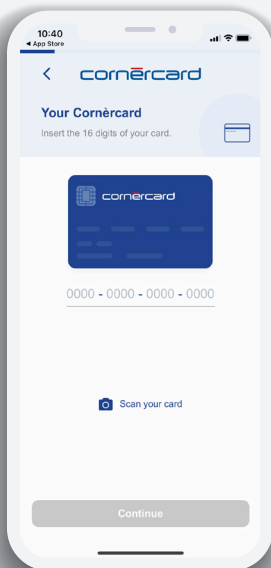 10:40
◀ App Store
cornèrcard
Your Cornèrcard
Insert the 16 digits of your card.
cornèrcard
0000 - 0000 - 0000 - 0000
Scan your card
Continue